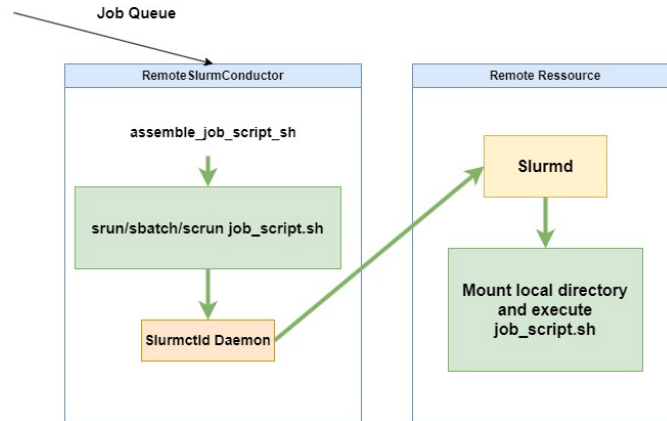 Job Queue
RemoteSlurmConductor
assemble_job_script_sh
srun/sbatch/scrun job_script.sh
Slurmctld Daemon
Remote Ressource
Slurmd
Mount local directory
and execute
job_script.sh